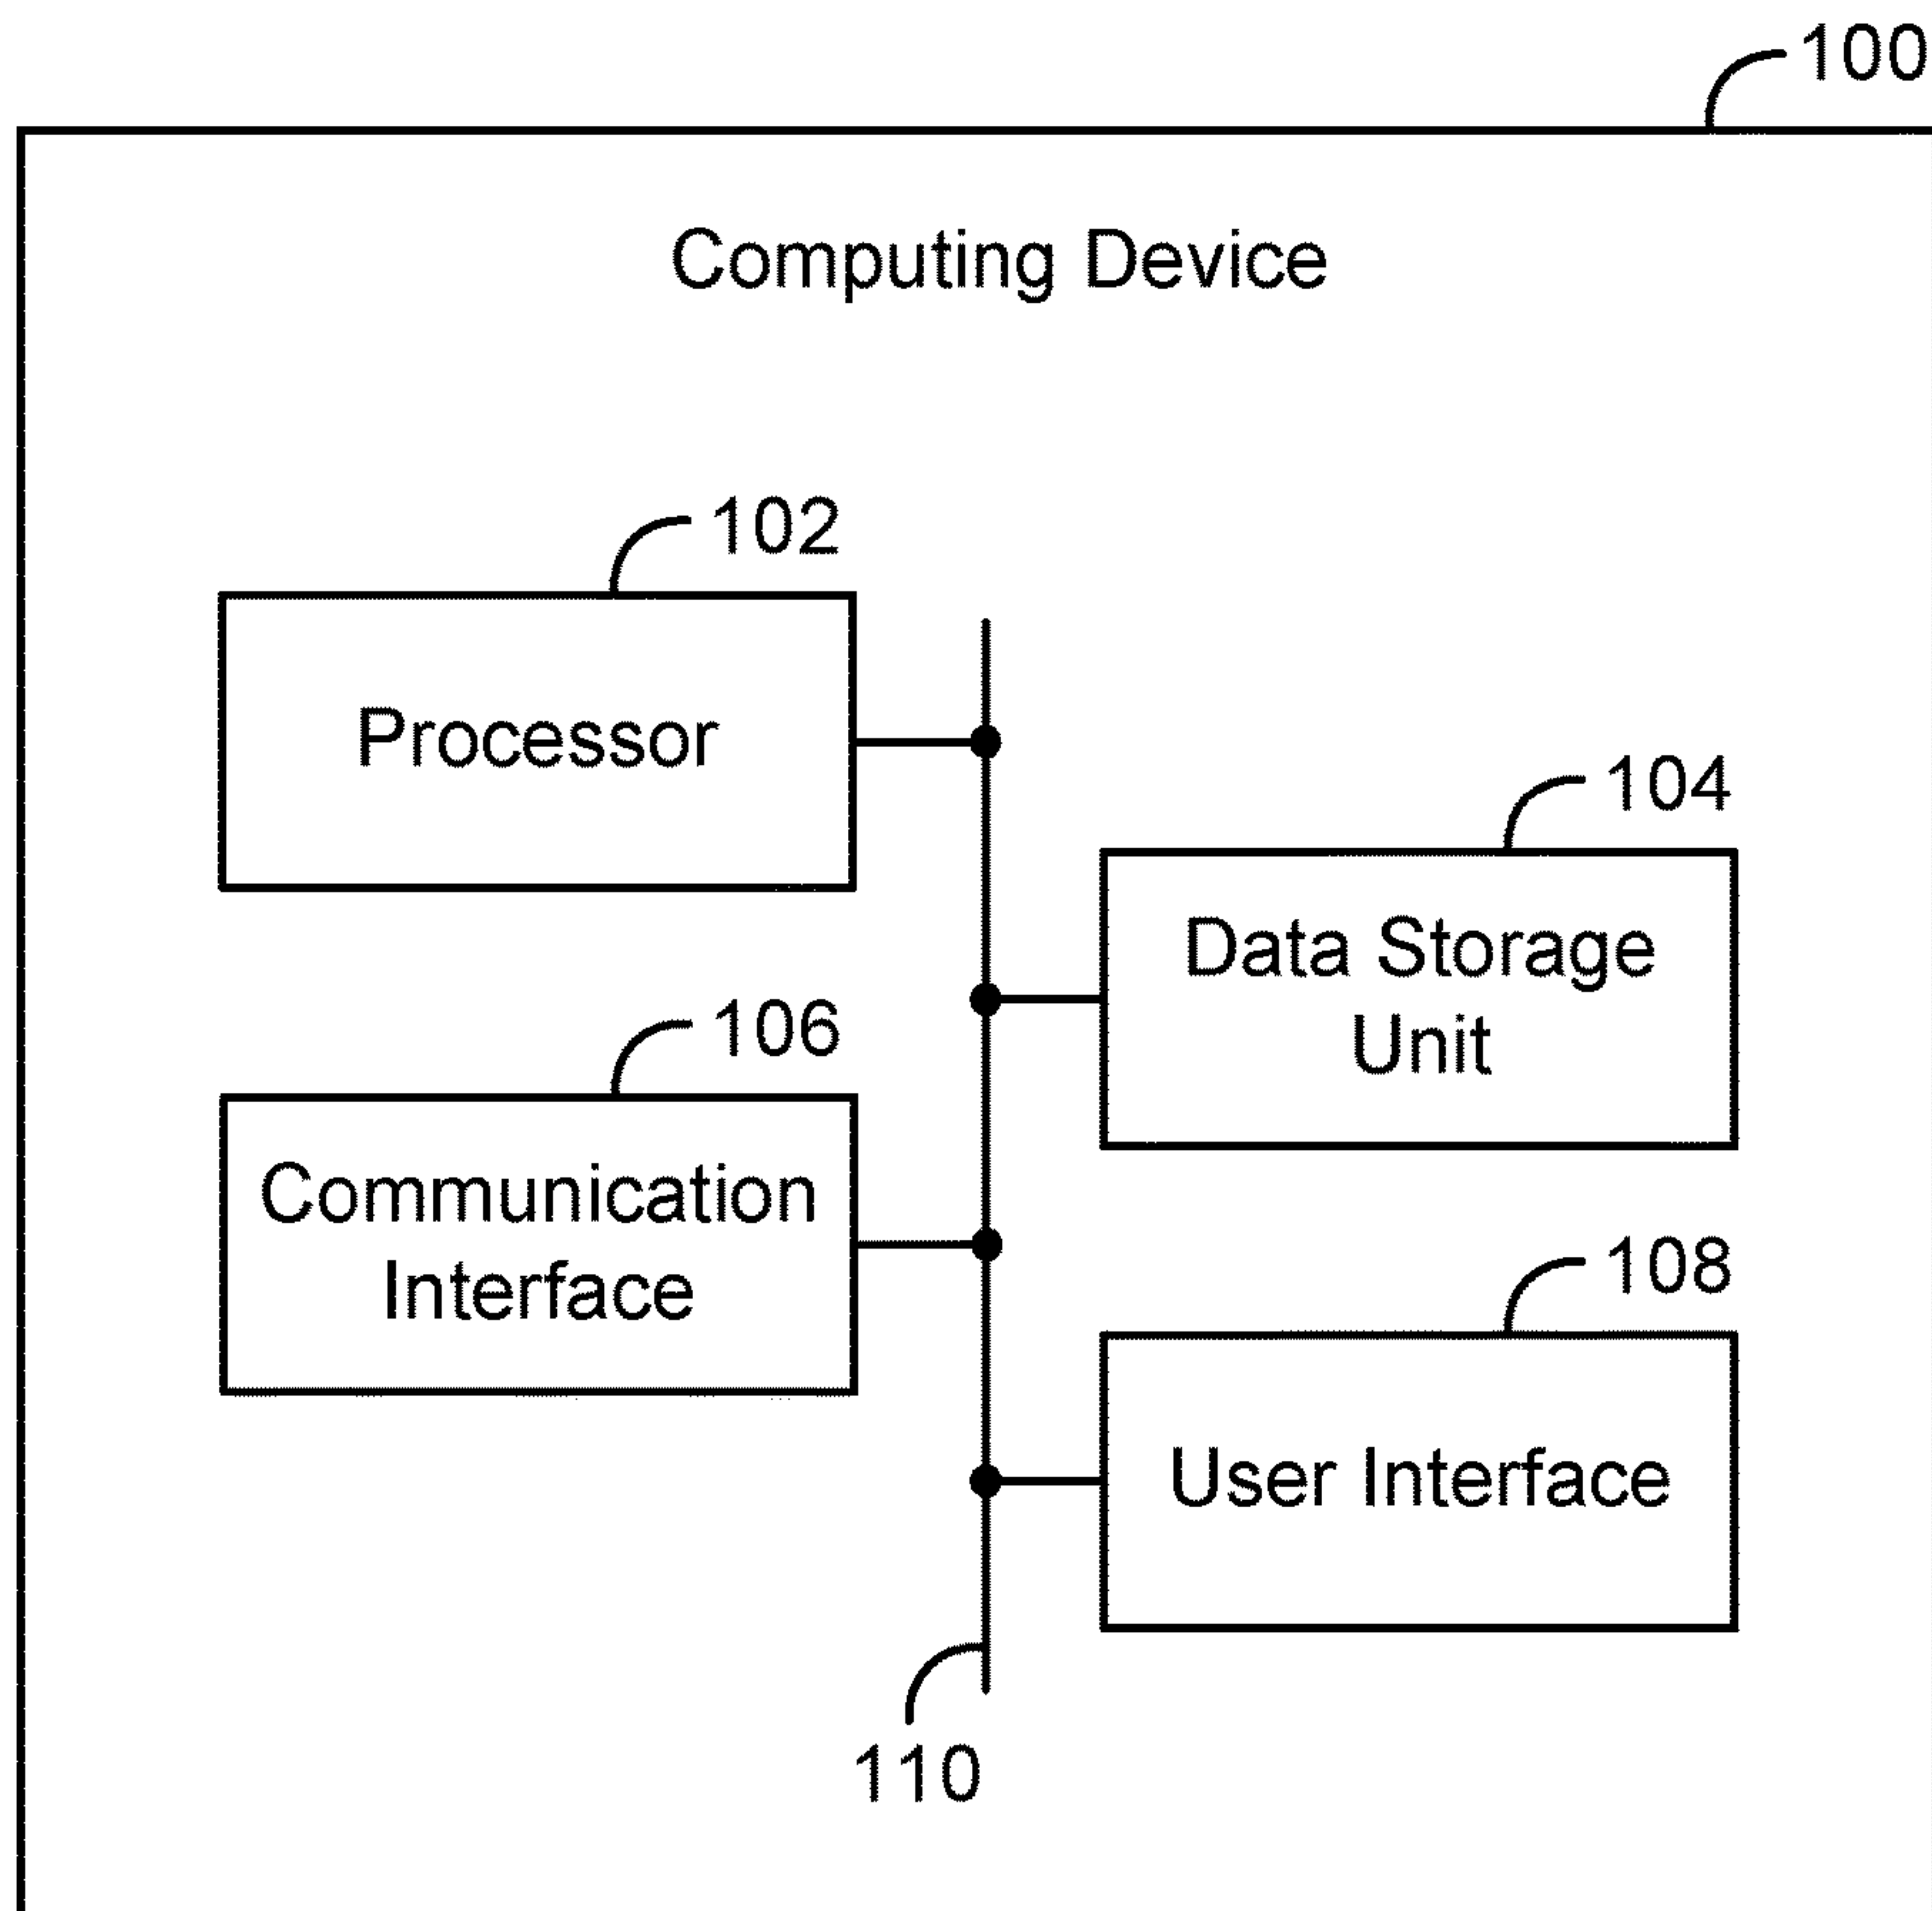 100
Computing Device
102
Processor
104
Data Storage
Unit
106
Communication
Interface
108
User Interface
110